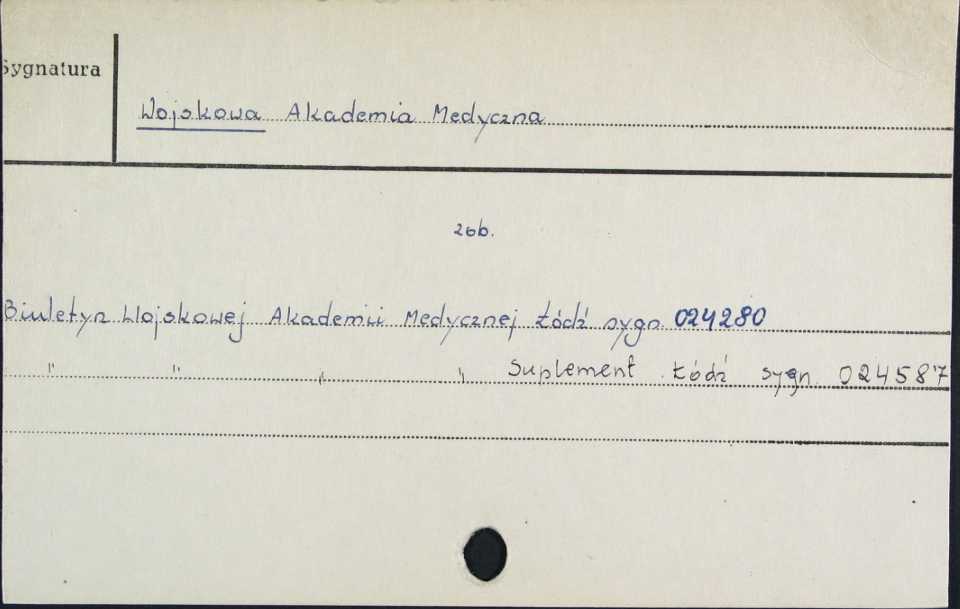 Sygnatura
Wojskowa Akademia Medyczna
zob.
Biuletyn Wojskowej Akademii Medycznej Łódź sygn. 024280
" " " " Suplement Łódź sygn. 024587